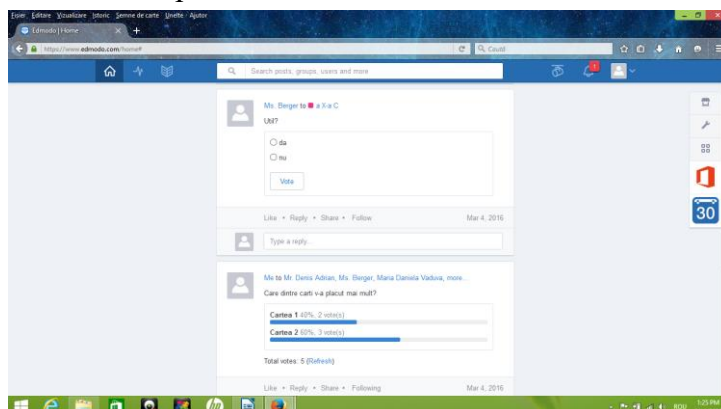 Fișier Editare Vizualizare Istoric Semne de carte Unelte Ajutor
Edmodo | Home
https://www.edmodo.com/home#
Caută
Search posts, groups, users and more
1
Ms. Berger to a X-a C
Util?
da
nu
Vote
Like • Reply • Share • Follow Mar 4, 2016
Type a reply...
30
Me to Mr. Denis Adrian, Ms. Berger, Maria Daniela Vaduva, more...
Care dintre carti v-a placut mai mult?
Cartea 1 40%, 2 vote(s)
Cartea 2 60%, 3 vote(s)
Total votes: 5 (Refresh)
Like • Reply • Share • Following Mar 4, 2016
ROU 1:25 PM